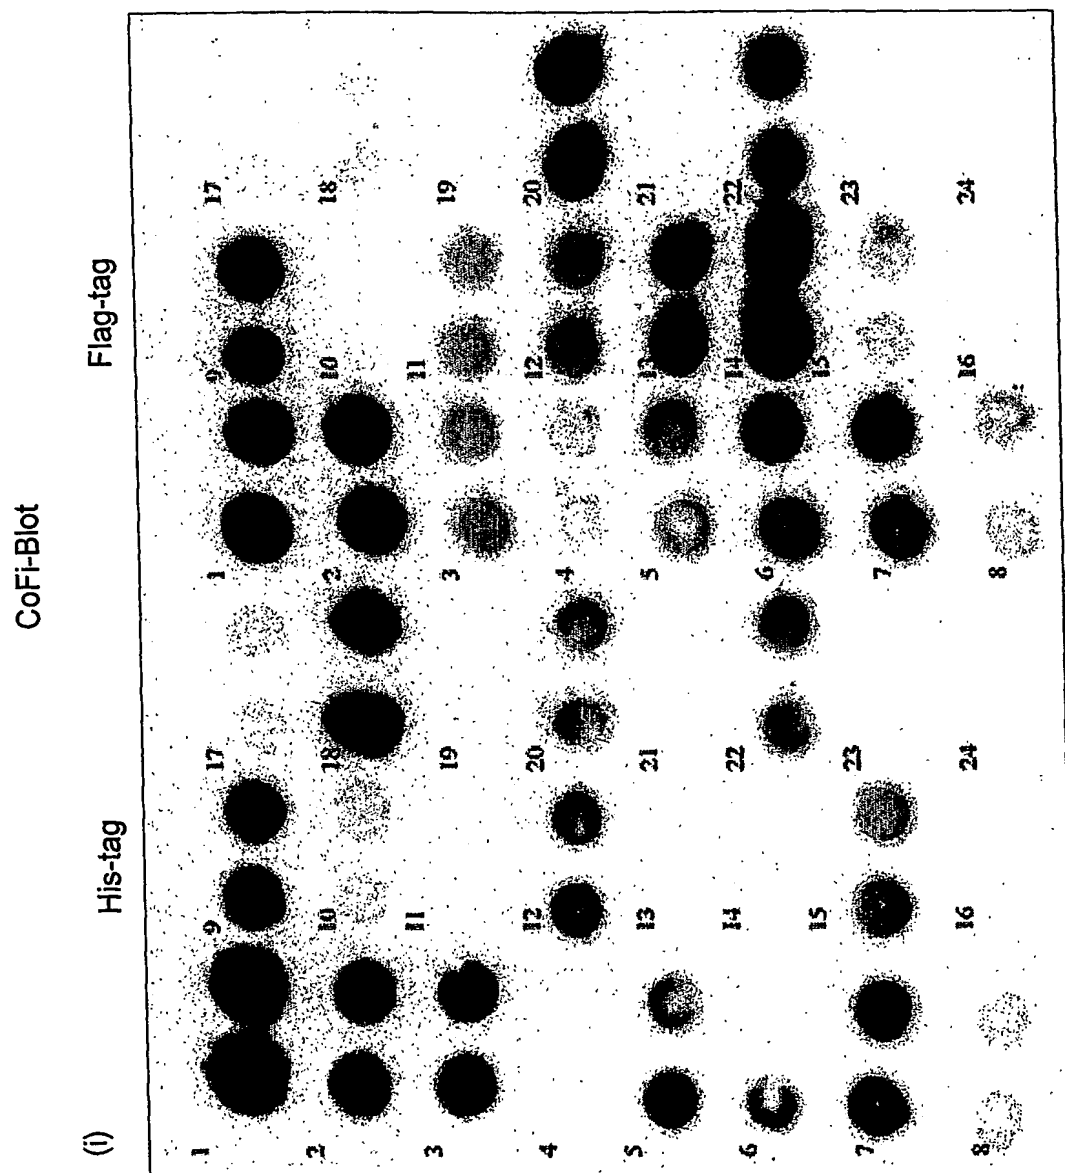 CoFi-Blot
(i) His-tag Flag-tag
1 9 17 1 9 17
2 10 18 2 10 18
3 11 19 3 11 19
4 12 20 4 12 20
5 13 21 5 13 21
6 14 22 6 14 22
7 15 23 7 15 23
8 16 24 8 16 24